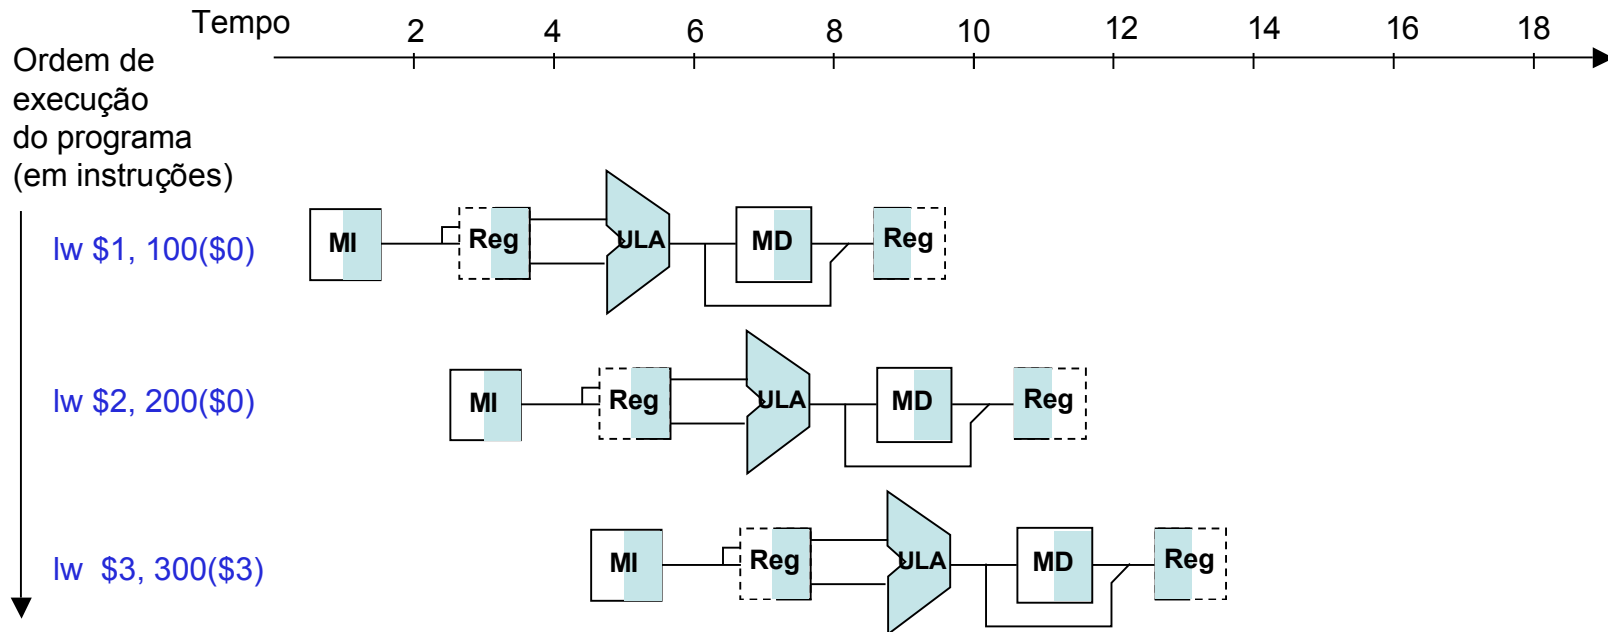 Tempo 2 4 6 8 10 12 14 16 18
Ordem de
execução
do programa
(em instruções)
lw $1, 100($0) MI Reg ULA MD Reg
lw $2, 200($0) MI Reg ULA MD Reg
lw $3, 300($3) MI Reg ULA MD Reg